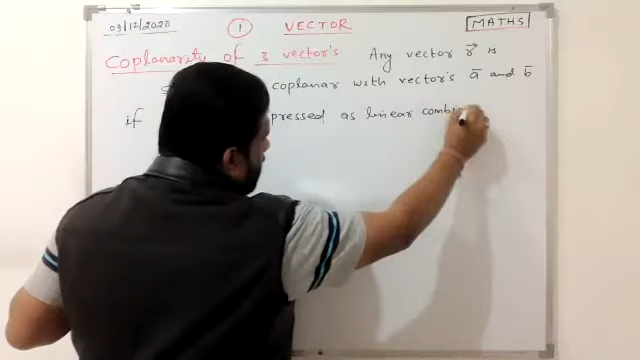 03/12/2020 1 VECTOR MATHS
Coplanarity of 3 vector's Any vector r⃗ is
coplanar with vector's a̅ and b̅
if pressed as linear comb